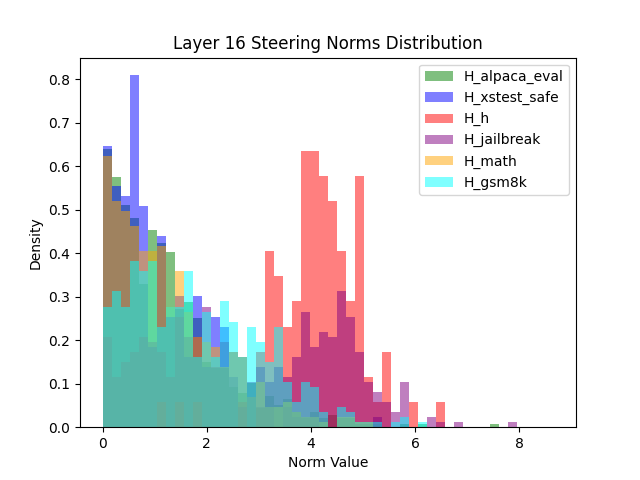 Layer 16 Steering Norms Distribution
H_alpaca_eval
H_xstest_safe
H_h
H_jailbreak
H_math
H_gsm8k
Density
0.8
0.7
0.6
0.5
0.4
0.3
0.2
0.1
0.0
0 2 4 6 8
Norm Value